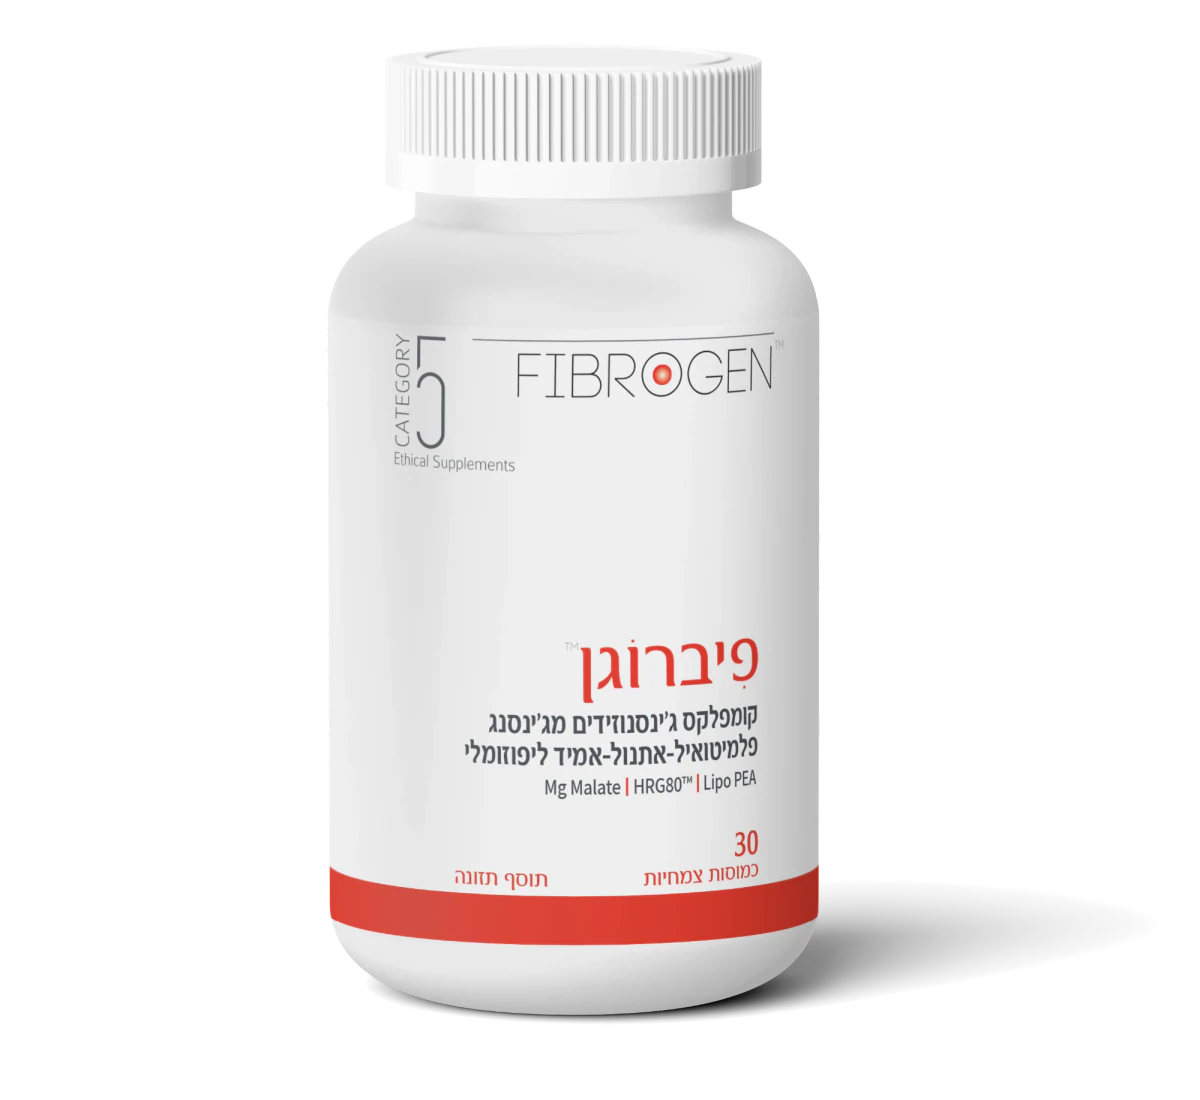 CATEGORY 5
Ethical Supplements
FIBROGEN™
פִיברוֹגן™
קומפלקס ג'ינסנוזידים מג'ינסנג
פלמיטואיל-אתנול-אמיד ליפוזומלי
Mg Malate | HRG80™ | Lipo PEA
30
כמוסות צמחיות
תוסף תזונה